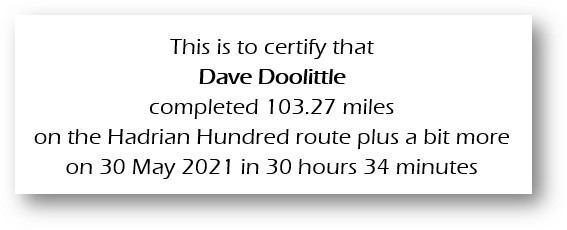 This is to certify that
Dave Doolittle
completed 103.27 miles
on the Hadrian Hundred route plus a bit more
on 30 May 2021 in 30 hours 34 minutes